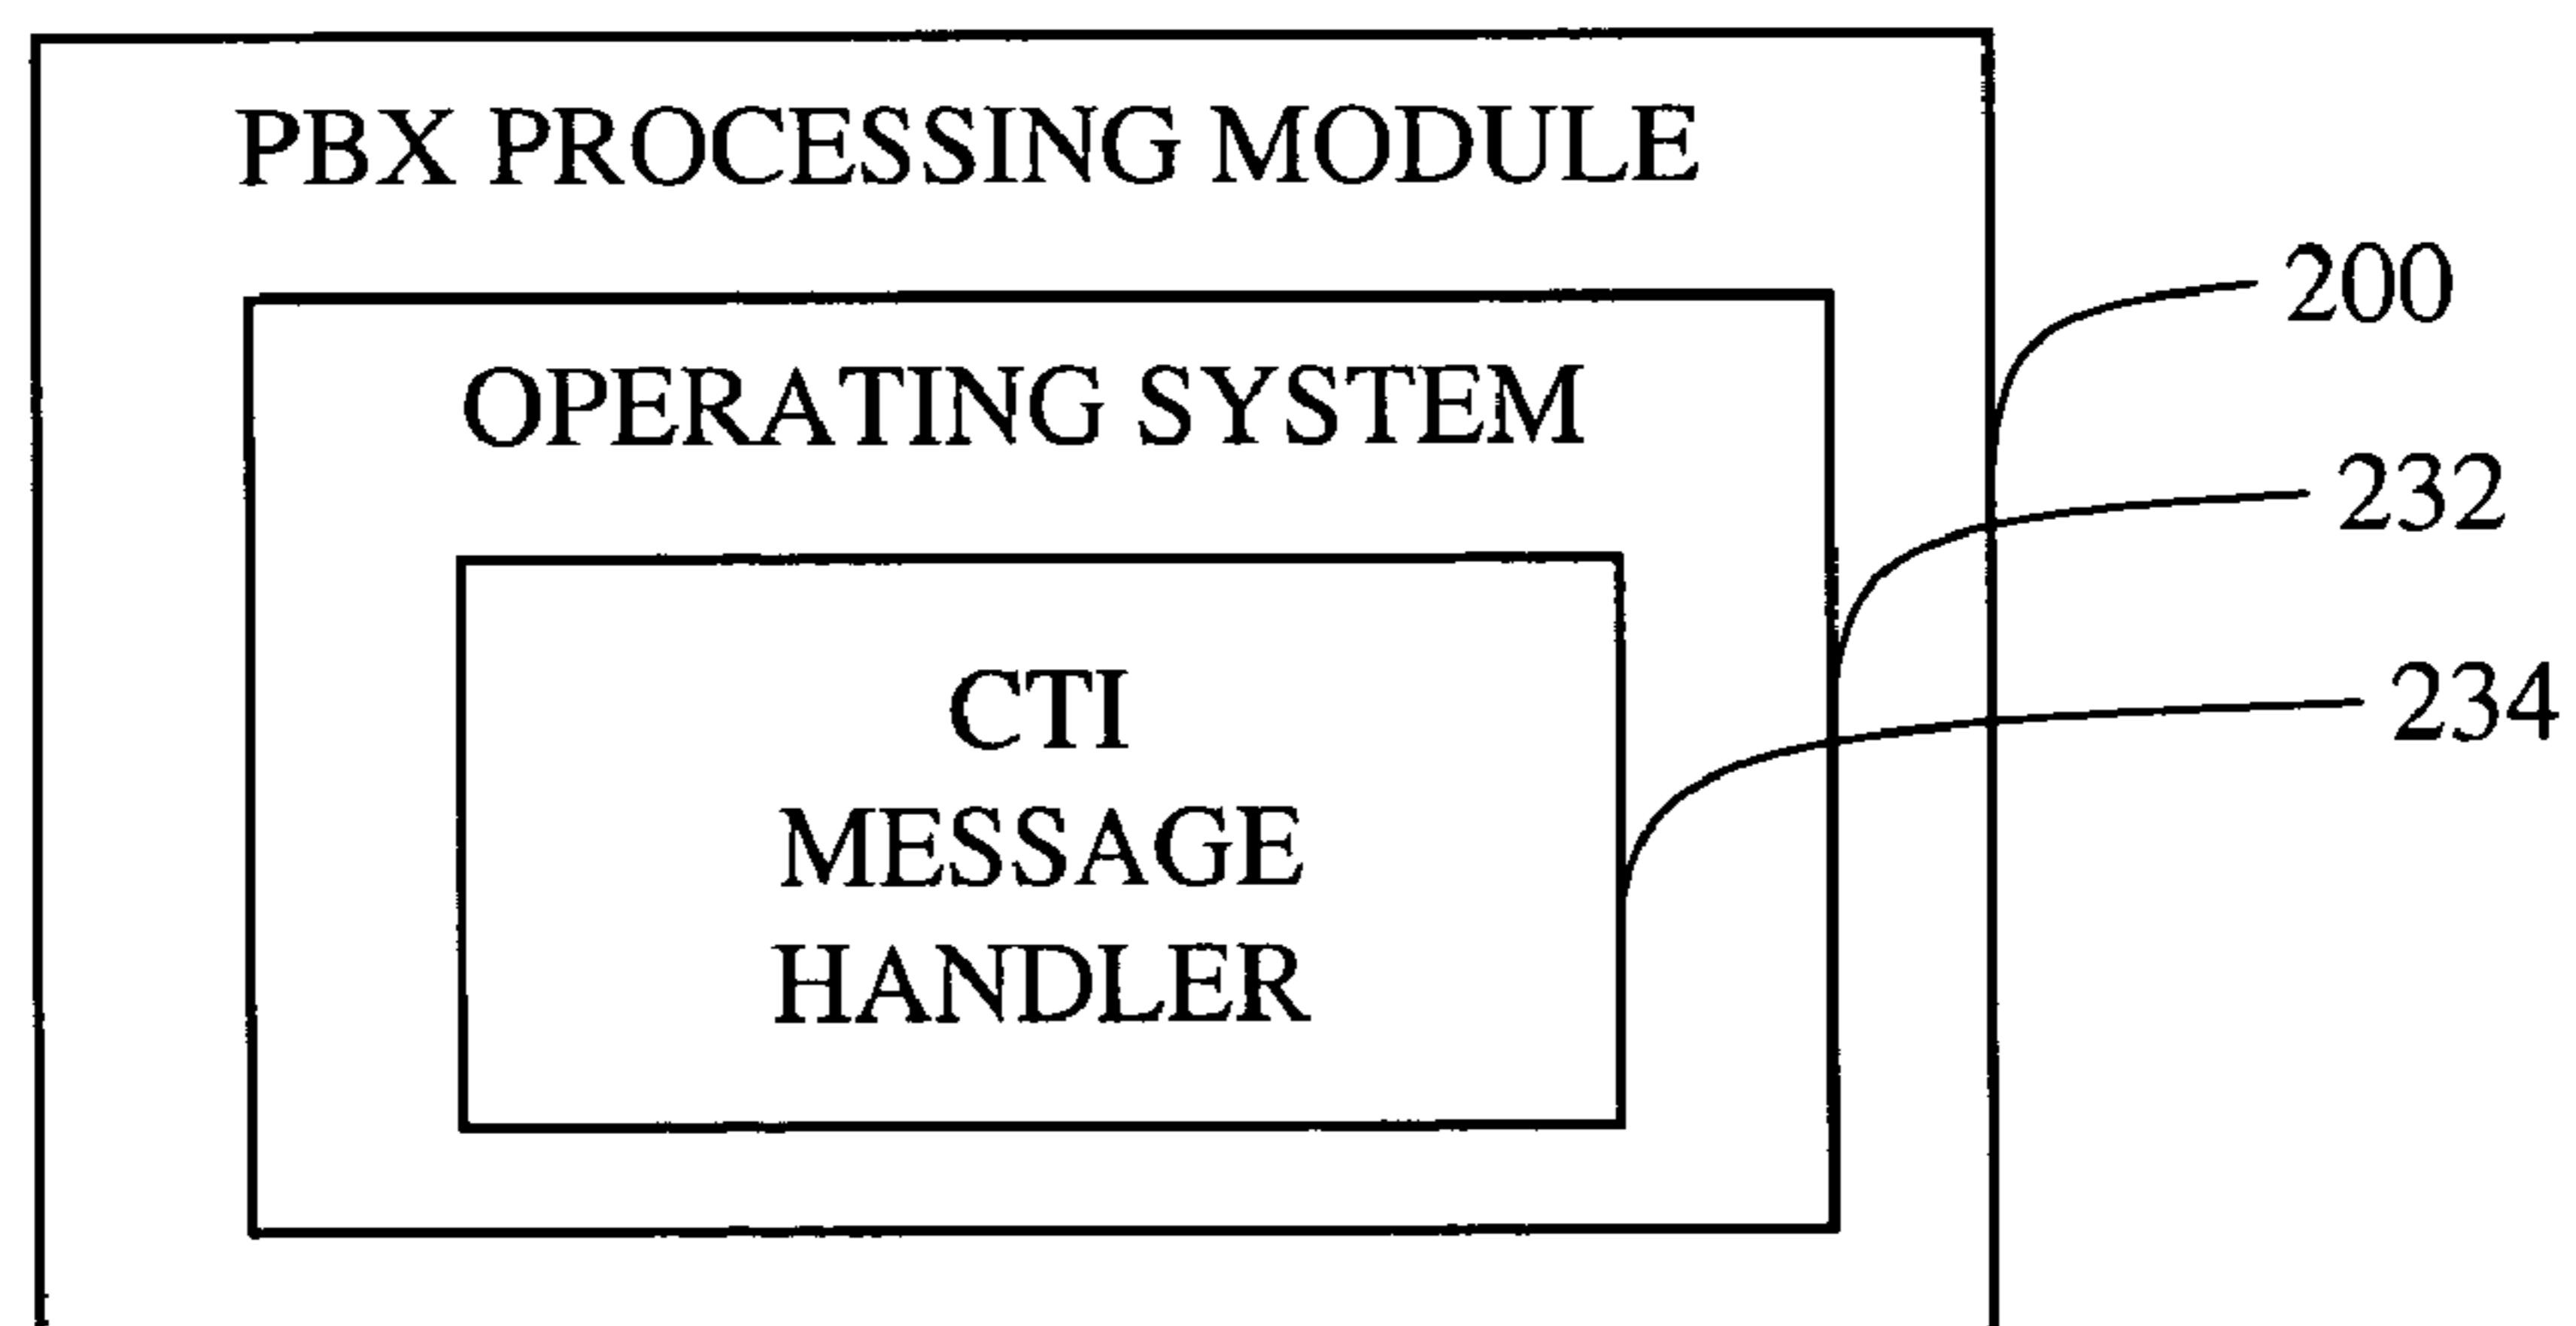 PBX PROCESSING MODULE
200
OPERATING SYSTEM
232
CTI
234
MESSAGE
HANDLER